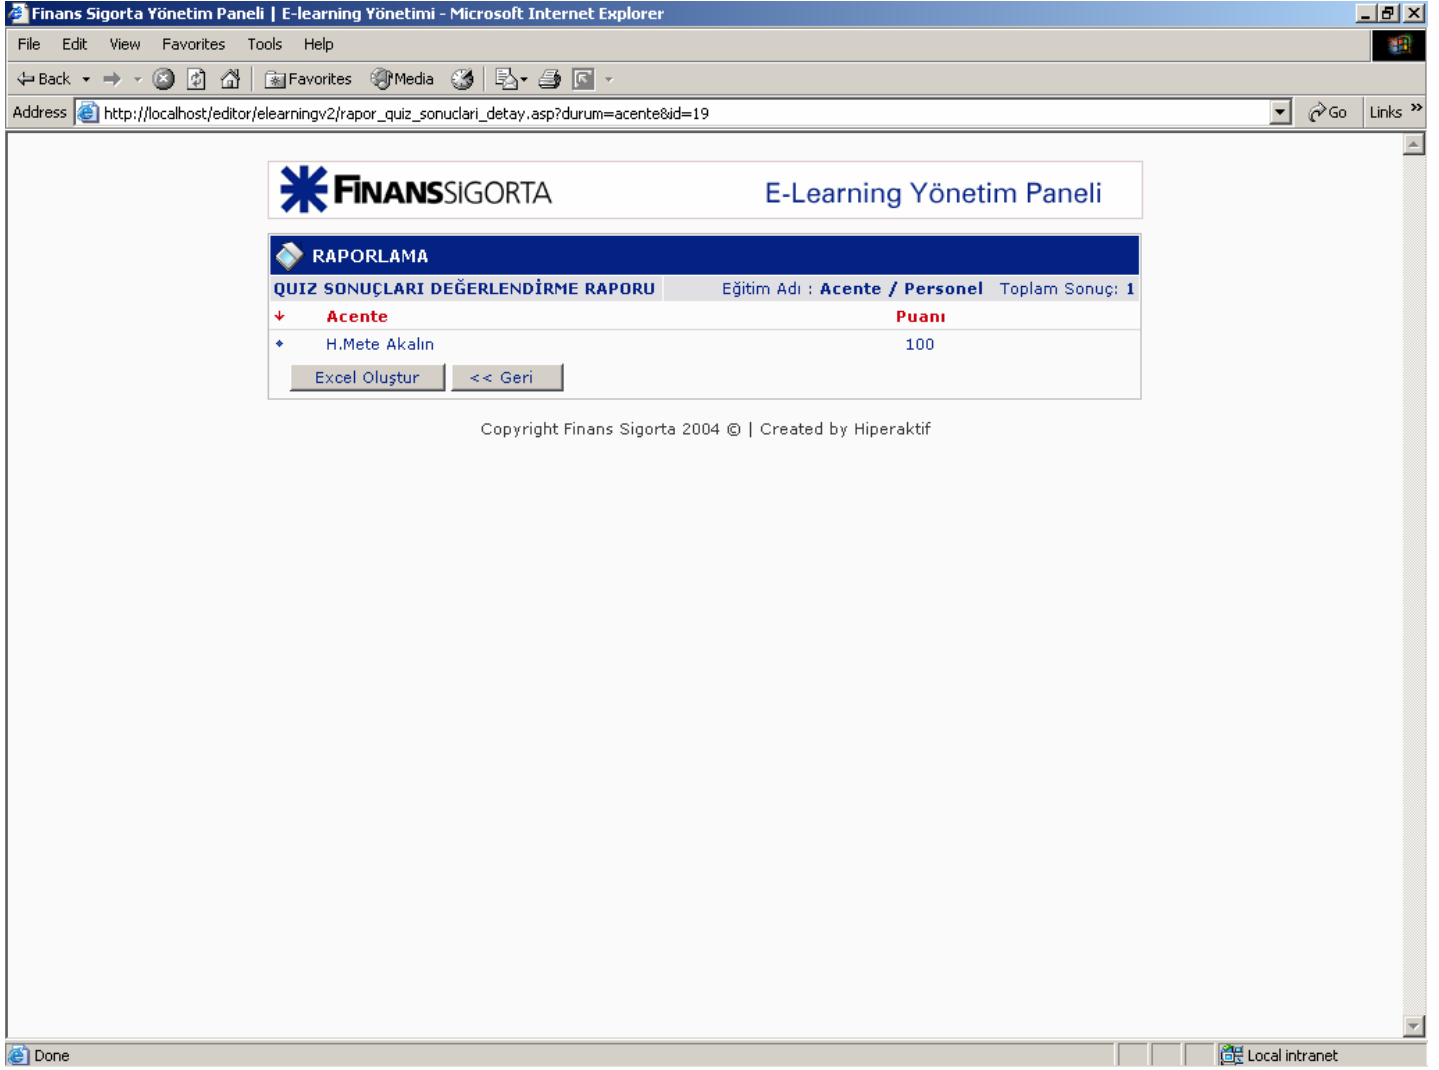 Finans Sigorta Yönetim Paneli | E-learning Yönetimi - Microsoft Internet Explorer
File Edit View Favorites Tools Help
Back Favorites Media
Address http://localhost/editor/elearningv2/rapor_quiz_sonuclari_detay.asp?durum=acente&id=19 Go Links »
FİNANSSİGORTA E-Learning Yönetim Paneli
RAPORLAMA
QUIZ SONUÇLARI DEĞERLENDİRME RAPORU Eğitim Adı : Acente / Personel Toplam Sonuç: 1
Acente Puanı
H.Mete Akalın 100
Excel Oluştur << Geri
Copyright Finans Sigorta 2004 © | Created by Hiperaktif
Done Local intranet